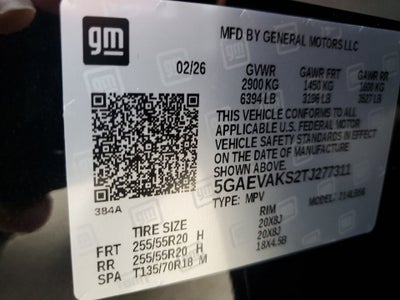 gm
MFD BY GENERAL MOTORS LLC
02/26 GVWR GAWR FRT GAWR RR
2900 KG 1450 KG 1600 KG
6394 LB 3196 LB 3527 LB
THIS VEHICLE CONFORMS TO ALL
APPLICABLE U.S. FEDERAL MOTOR
VEHICLE SAFETY STANDARDS IN EFFECT
ON THE DATE OF MANUFACTURE
SHOWN ABOVE.
5GAEVAKS2TJ277311
384A TYPE: MPV
TIRE SIZE RIM
FRT 255/55R20 H 20X8J
RR 255/55R20 H 20X8J
SPA T135/70R18 M 18X4.5B